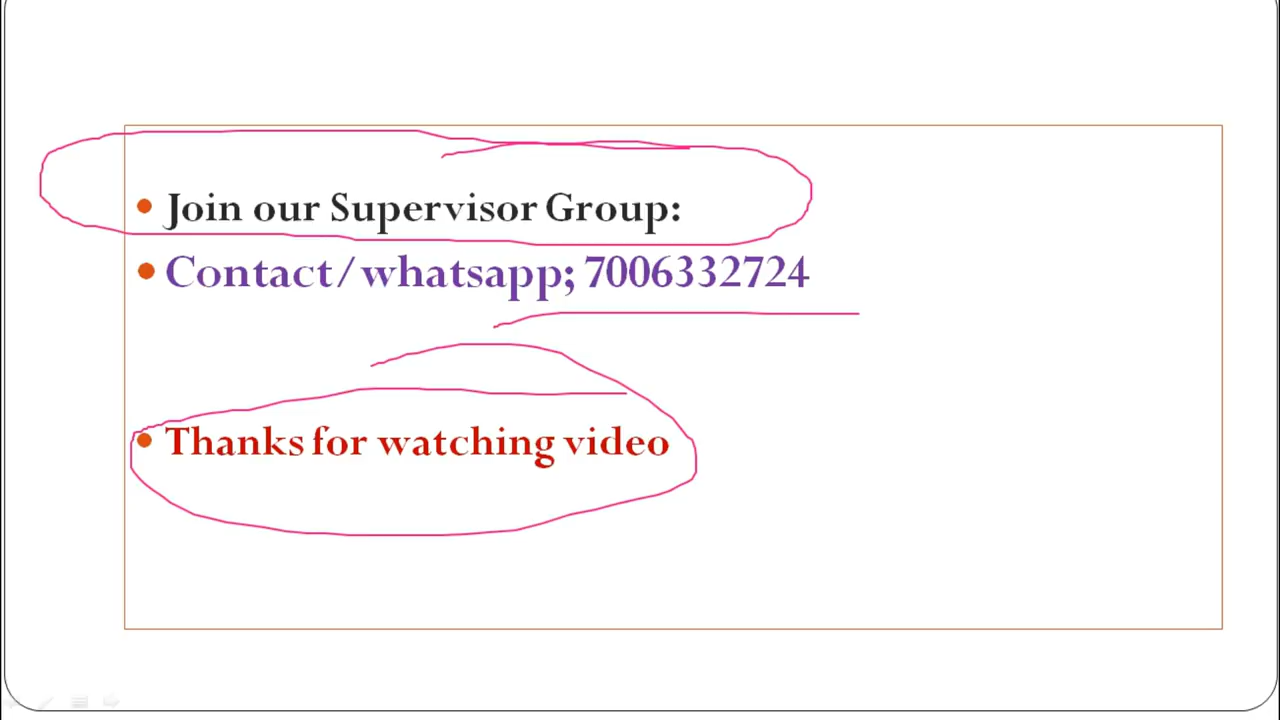 Join our Supervisor Group:
Contact/whatsapp; 7006332724
Thanks for watching video